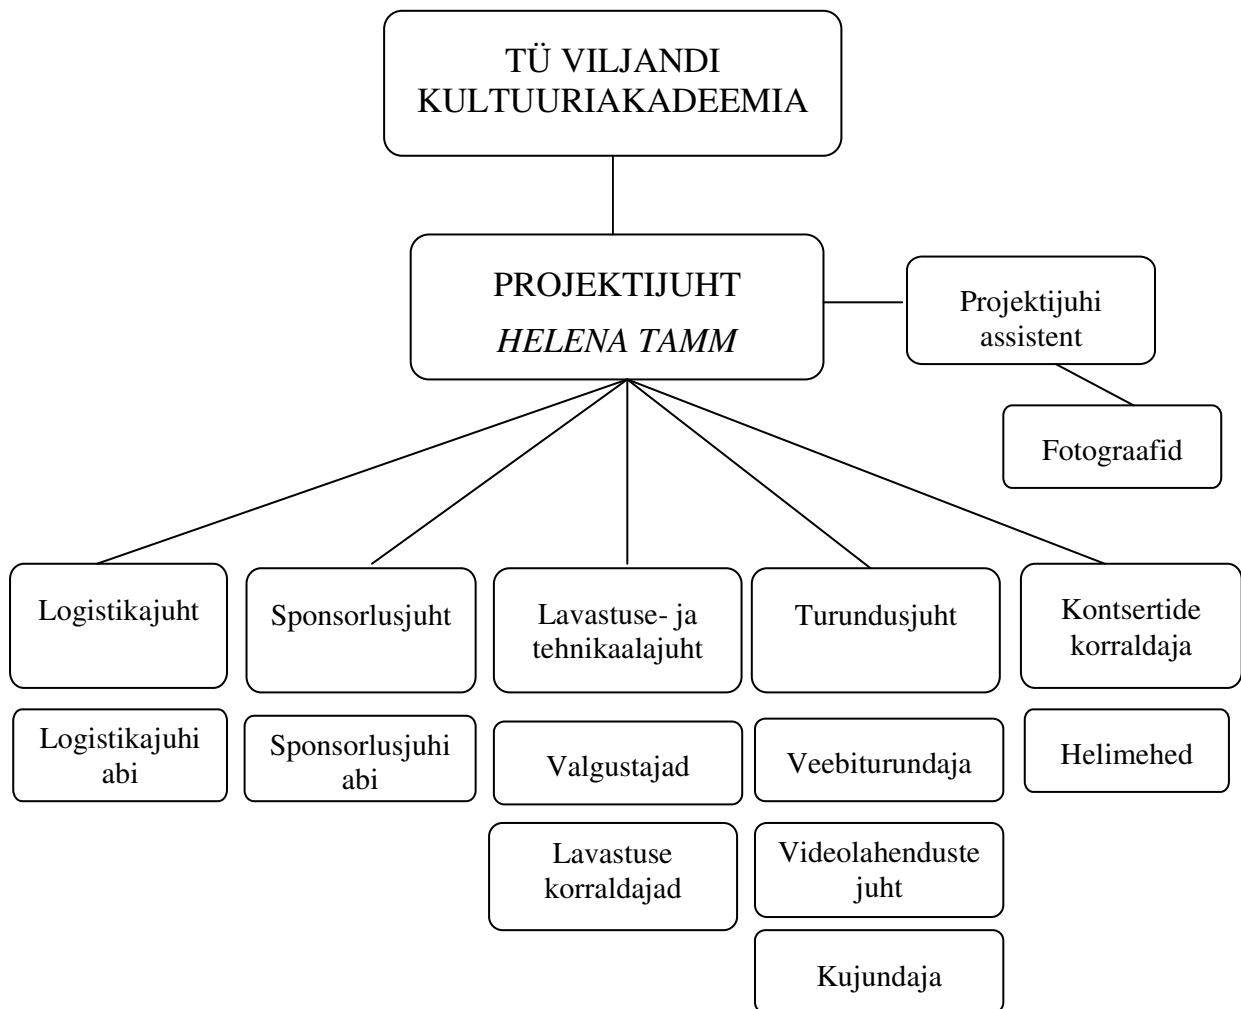 TÜ VILJANDI
KULTUURIAKADEEMIA
PROJEKTIJUHT
HELENA TAMM
Projektijuhi
assistent
Fotograafid
Logistikajuht
Sponsorlusjuht
Lavastuse- ja
tehnikaalajuht
Turundusjuht
Kontsertide
korraldaja
Logistikajuhi
abi
Sponsorlusjuhi
abi
Valgustajad
Veebiturundaja
Helimehed
Lavastuse
korraldajad
Videolahenduste
juht
Kujundaja